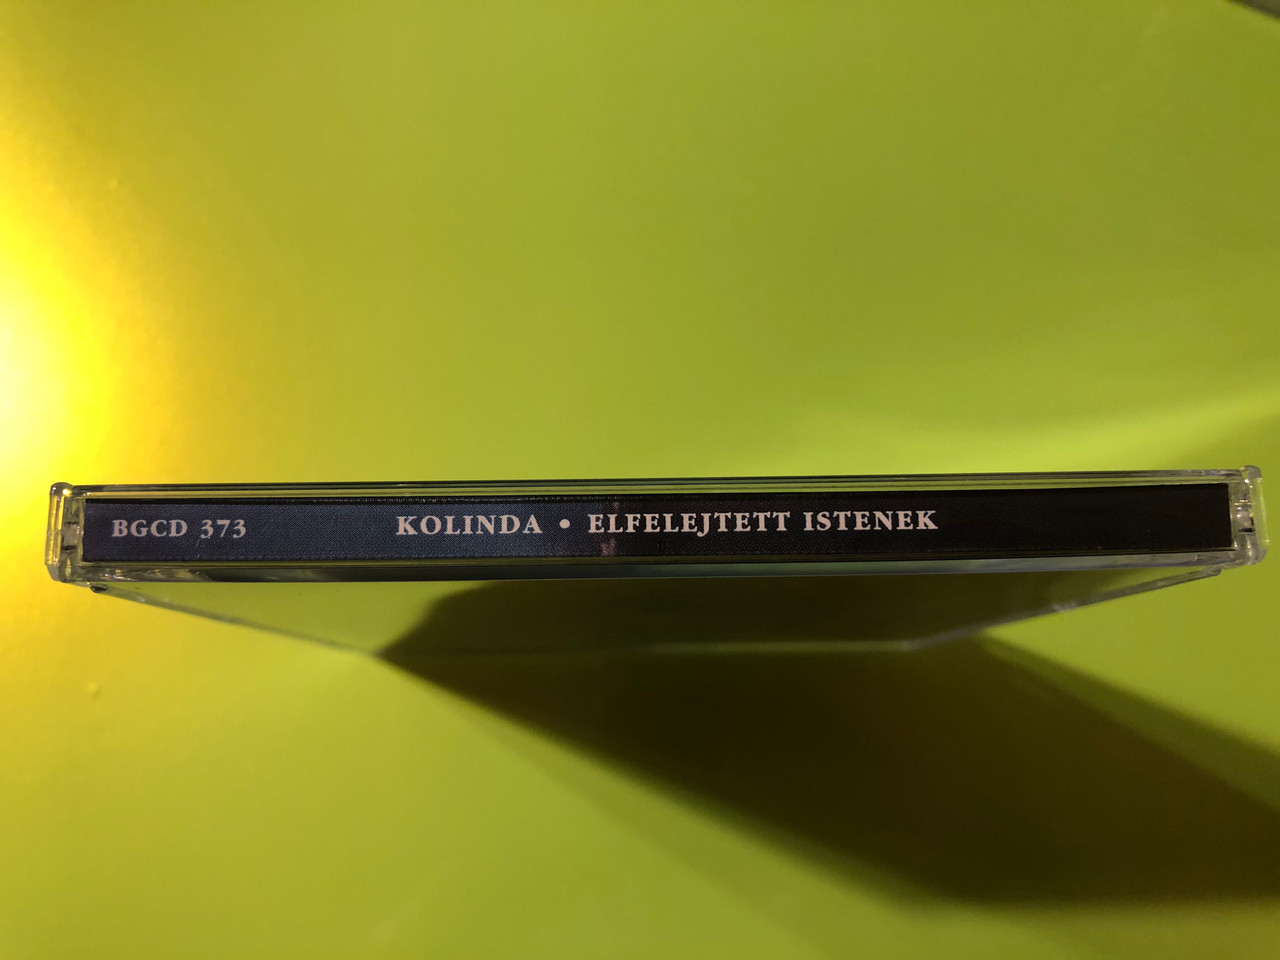 BGCD 373 KOLINDA • ELFELEJTETT ISTENEK